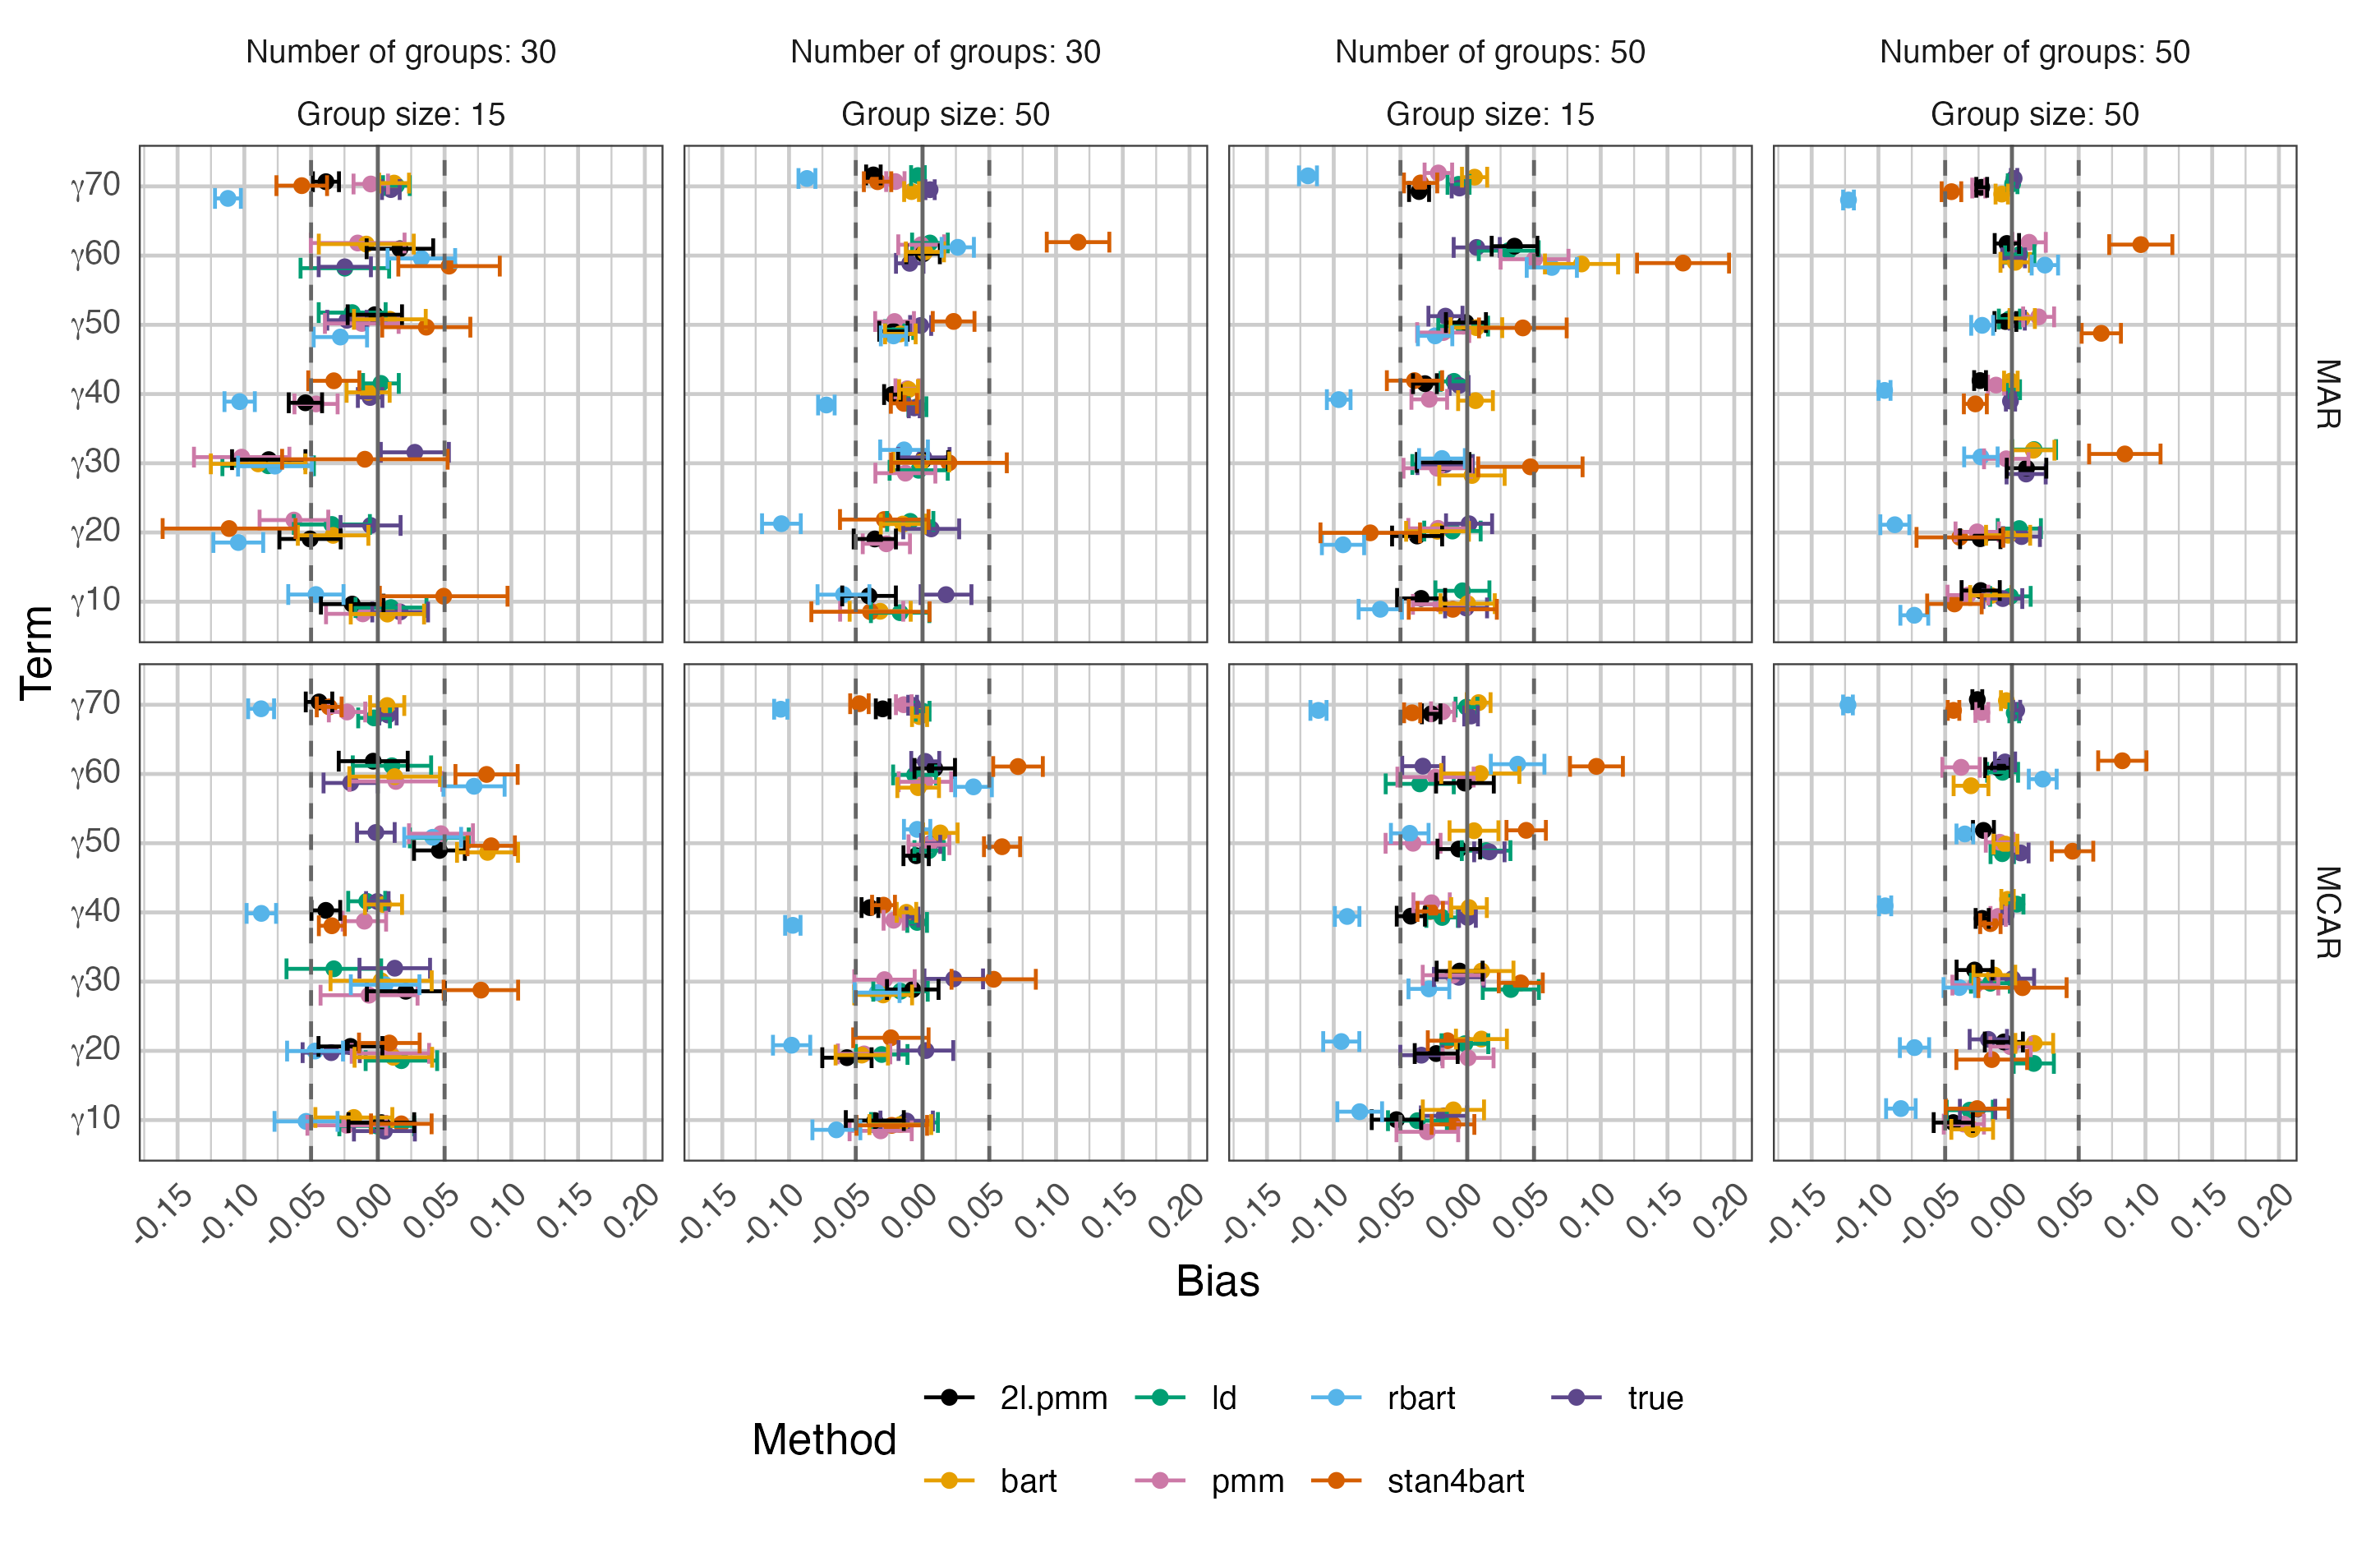 Number of groups: 30 Number of groups: 30 Number of groups: 50 Number of groups: 50
Group size: 15 Group size: 50 Group size: 15 Group size: 50
Term
γ70
γ60
γ50
γ40
γ30
γ20
γ10
MAR
γ70
γ60
γ50
γ40
γ30
γ20
γ10
MCAR
-0.15 -0.10 -0.05 0.00 0.05 0.10 0.15 0.20 -0.15 -0.10 -0.05 0.00 0.05 0.10 0.15 0.20 -0.15 -0.10 -0.05 0.00 0.05 0.10 0.15 0.20 -0.15 -0.10 -0.05 0.00 0.05 0.10 0.15 0.20
Bias
Method
2l.pmm ld rbart true
bart pmm stan4bart